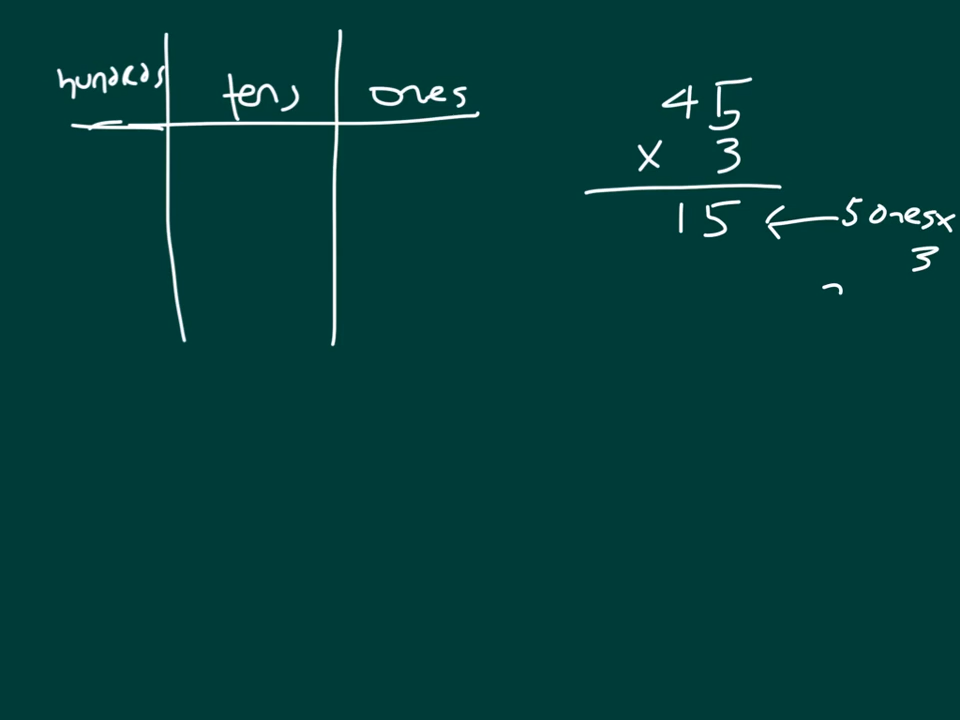 hundreds tens ones
45
x 3
15 ← 5 ones x
3